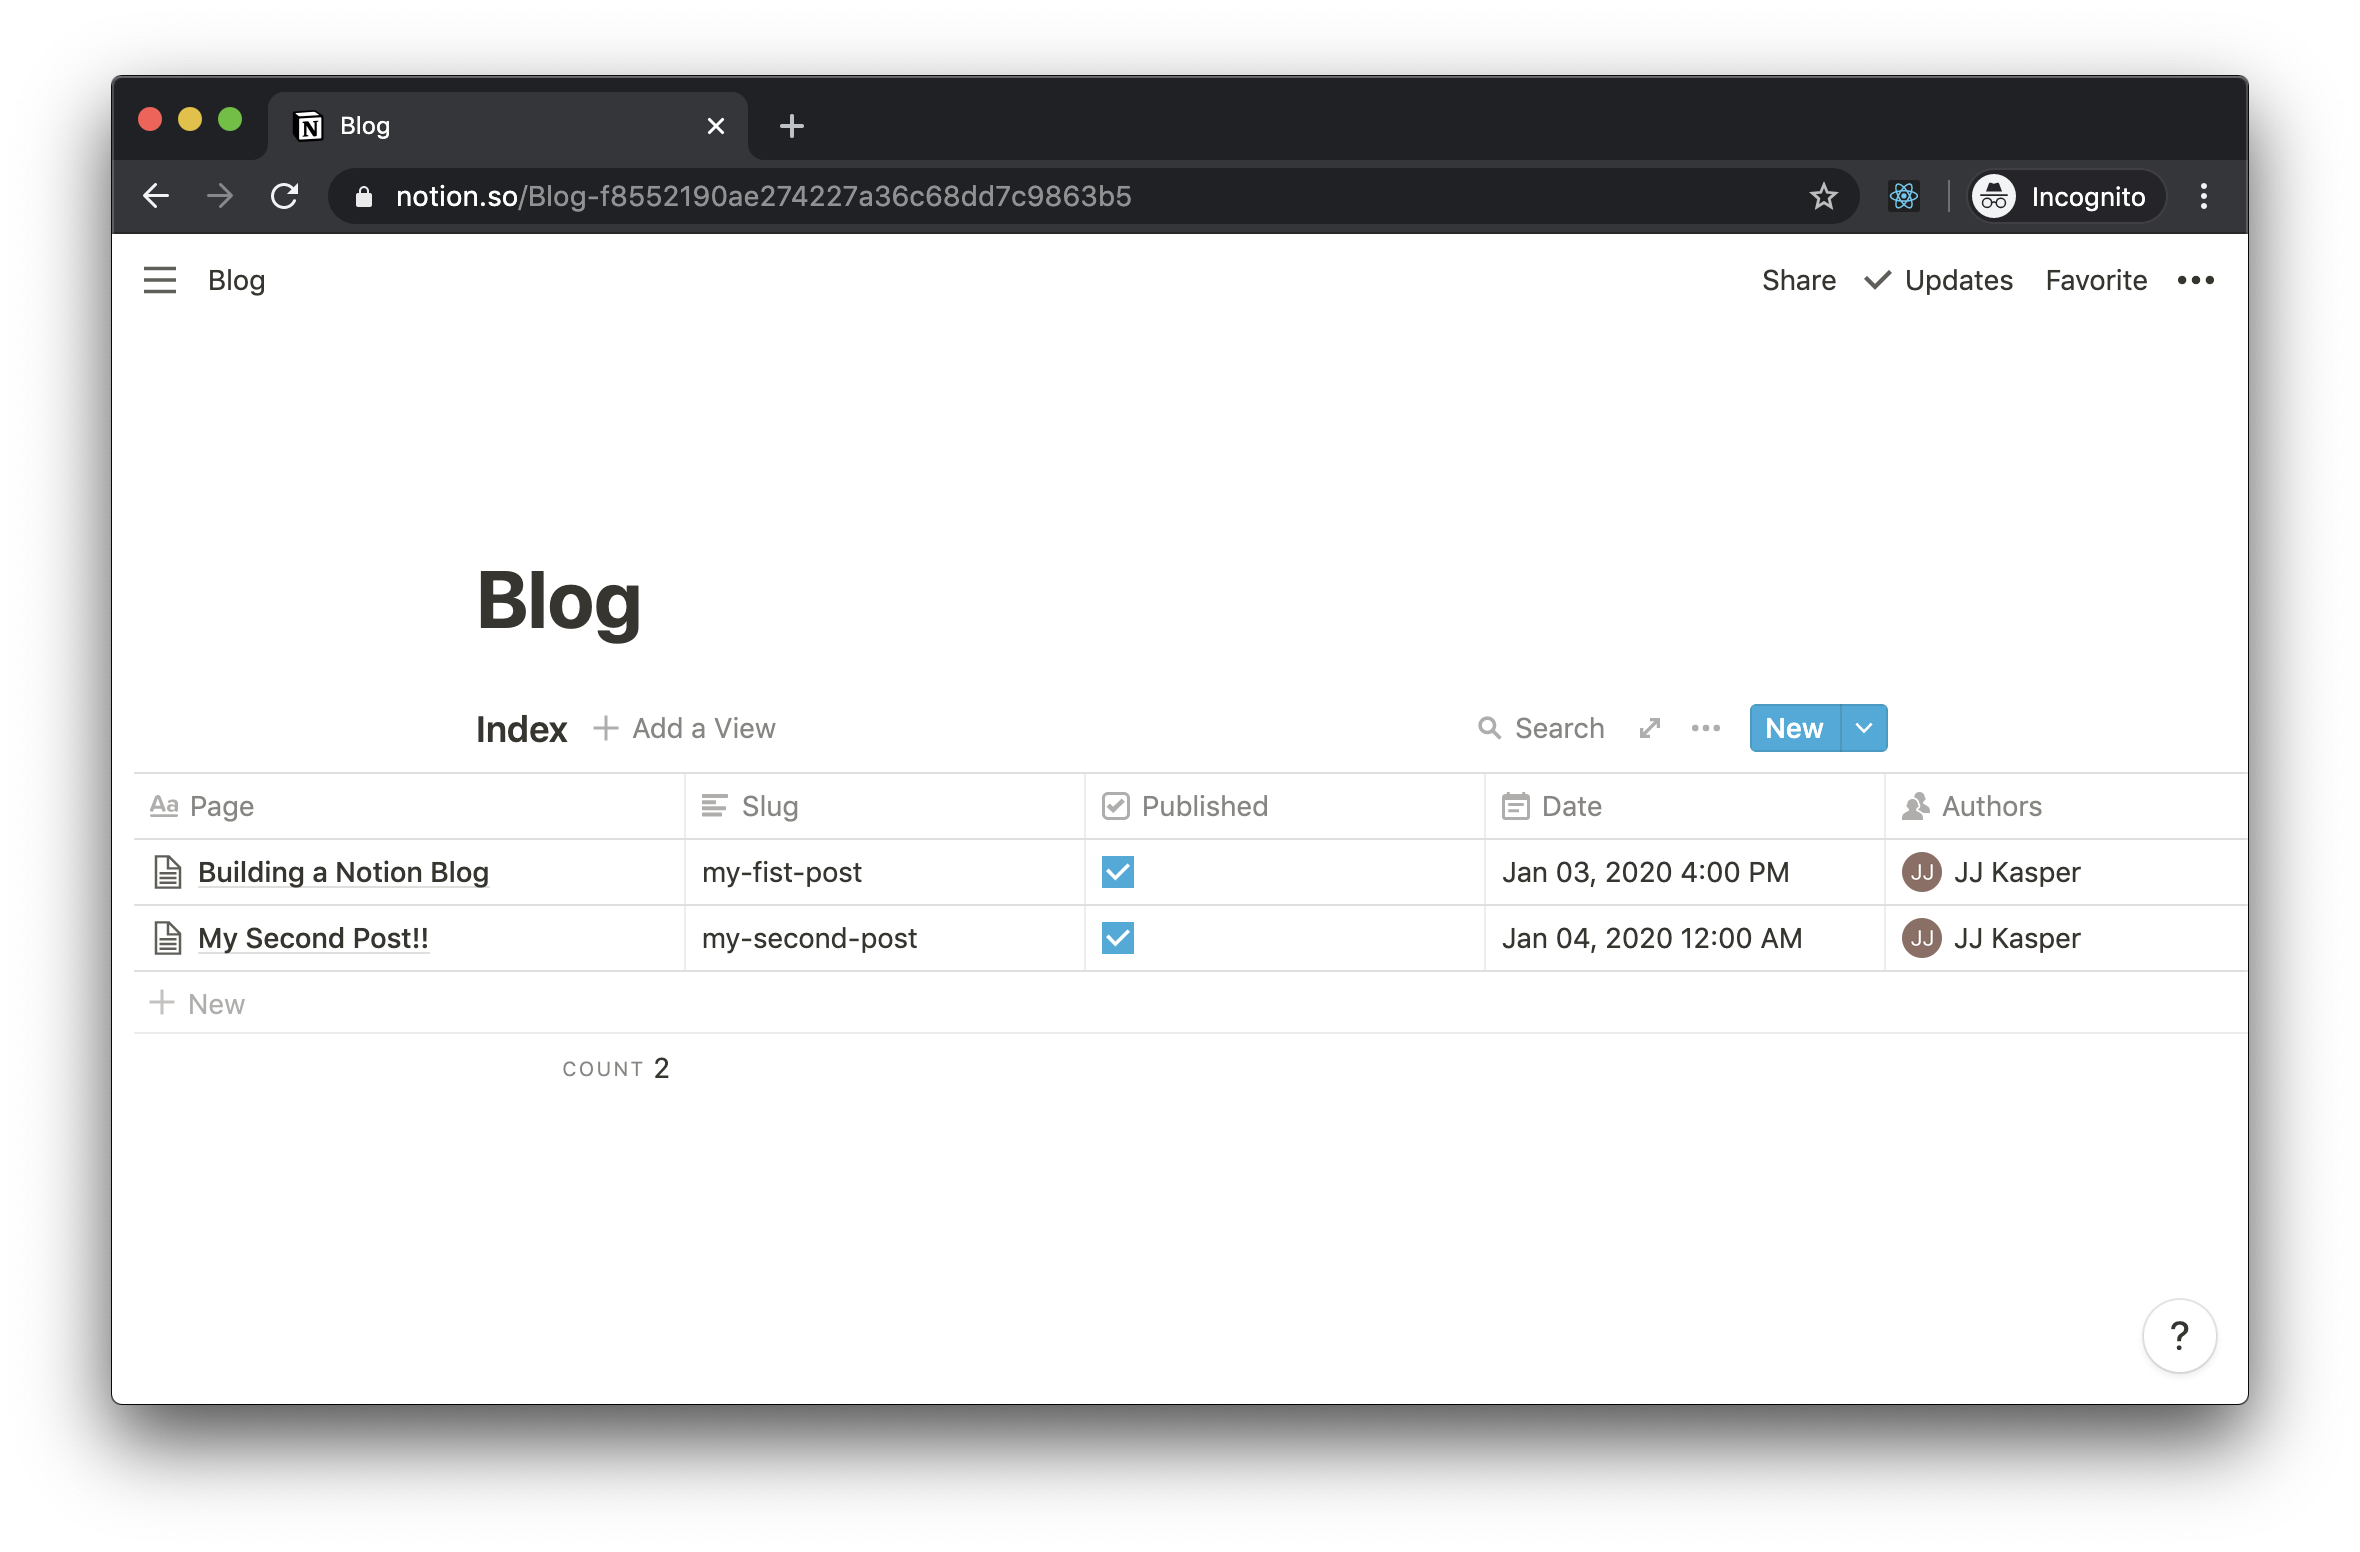 Blog
notion.so/Blog-f8552190ae274227a36c68dd7c9863b5
Incognito
Blog
Share Updates Favorite
Blog
Index Add a View Search New
Aa Page Slug Published Date Authors
Building a Notion Blog my-fist-post Jan 03, 2020 4:00 PM JJ JJ Kasper
My Second Post!! my-second-post Jan 04, 2020 12:00 AM JJ JJ Kasper
New
COUNT 2
?